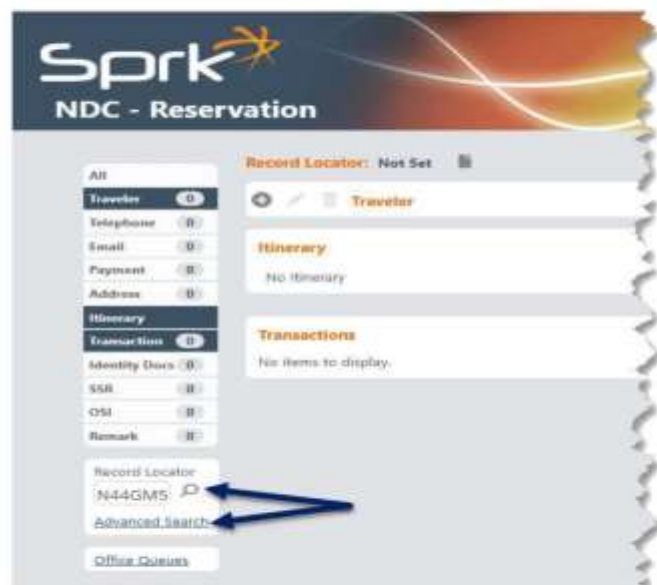 Sprk
NDC - Reservation
All
Traveler 0
Telephone 0
Email 0
Payment 0
Address 0
Itinerary
Transaction 0
Identity Docs 0
SSR 0
OSI 0
Remark 0
Record Locator
N44GM5
Advanced Search
Office Queues
Record Locator: Not Set
Traveler
Itinerary
No Itinerary
Transactions
No items to display.